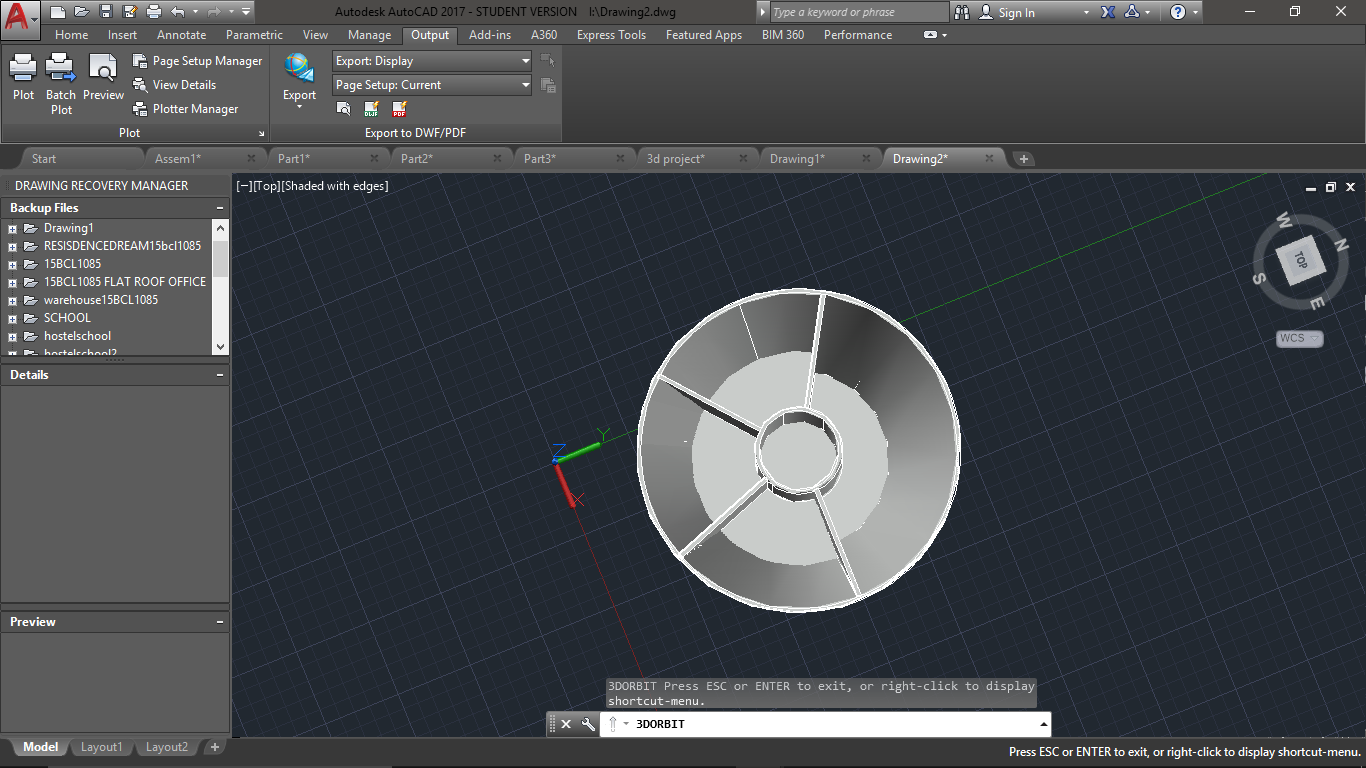 Autodesk AutoCAD 2017 - STUDENT VERSION I:\Drawing2.dwg
Type a keyword or phrase
Sign In
Home Insert Annotate Parametric View Manage Output Add-ins A360 Express Tools Featured Apps BIM 360 Performance
Plot
Batch Plot
Preview
Page Setup Manager
View Details
Plotter Manager
Plot
Export
Export: Display
Page Setup: Current
DWF PDF
Export to DWF/PDF
Start Assem1* Part1* Part2* Part3* 3d project* Drawing1* Drawing2*
DRAWING RECOVERY MANAGER
Backup Files
Drawing1
RESISDENCEDREAM15bcl1085
15BCL1085
15BCL1085 FLAT ROOF OFFICE
warehouse15BCL1085
SCHOOL
hostelschool
hostelschool2
Details
Preview
[−][Top][Shaded with edges]
W N
TOP
S E
WCS
Z Y
X
3DORBIT Press ESC or ENTER to exit, or right-click to display
shortcut-menu.
3DORBIT
Model Layout1 Layout2
Press ESC or ENTER to exit, or right-click to display shortcut-menu.